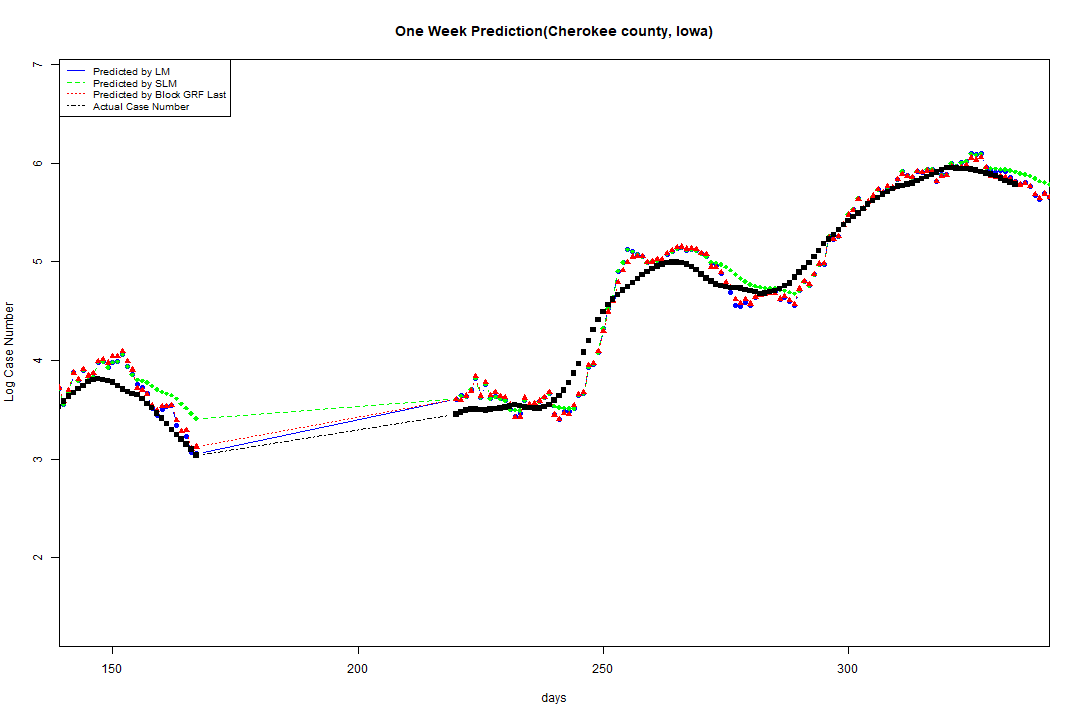 One Week Prediction(Cherokee county, Iowa)
Predicted by LM
Predicted by SLM
Predicted by Block GRF Last
Actual Case Number
7
6
5
4
3
2
Log Case Number
150 200 250 300
days